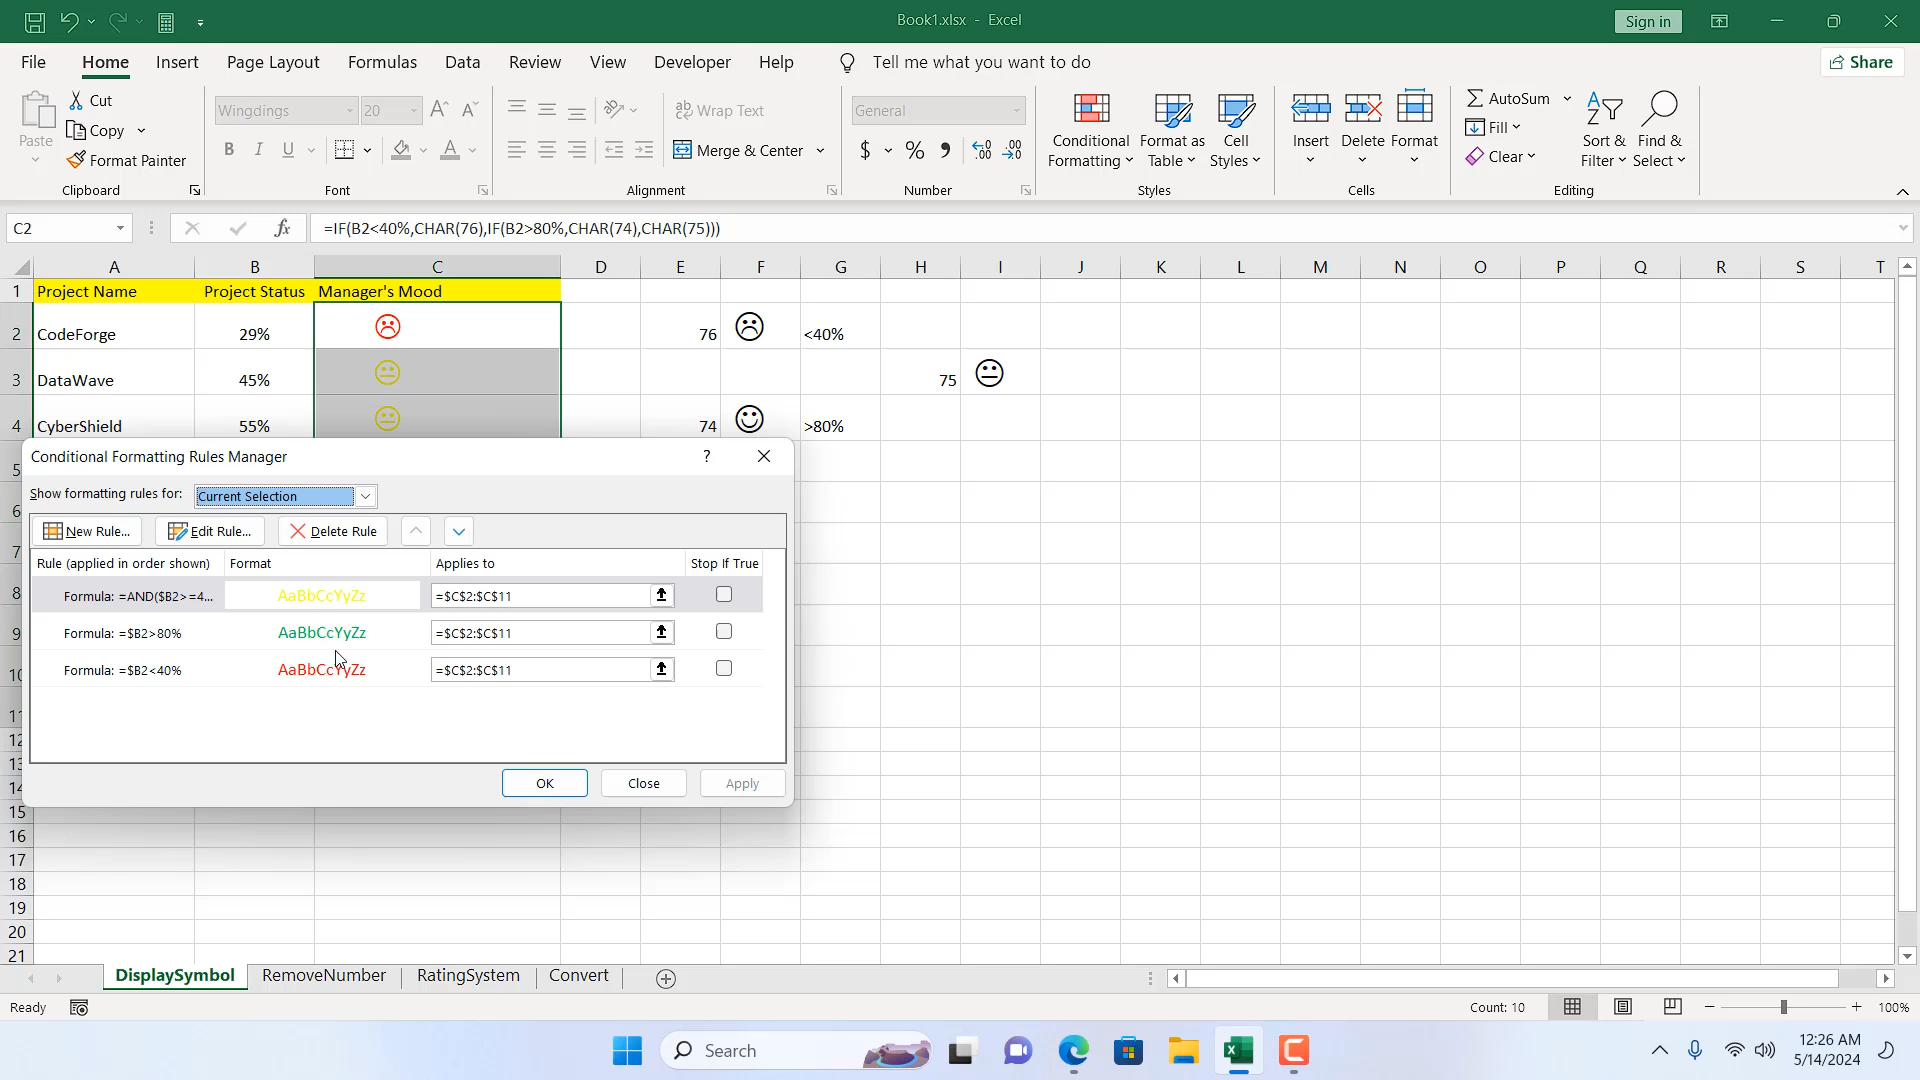 Book1.xlsx - Excel
Sign in
File Home Insert Page Layout Formulas Data Review View Developer Help Tell me what you want to do Share
Paste
Cut
Copy
Format Painter
Clipboard
Wingdings 20
B I U
Font
Wrap Text
Merge & Center
Alignment
General
$ % ,
Number
Conditional Formatting
Format as Table
Cell Styles
Styles
Insert Delete Format
Cells
AutoSum
Fill
Clear
Sort & Filter
Find & Select
Editing
C2 fx =IF(B2<40%,CHAR(76),IF(B2>80%,CHAR(74),CHAR(75)))
A B C D E F G H I J K L M N O P Q R S T
1 Project Name Project Status Manager's Mood
2 CodeForge 29% 76 <40%
3 DataWave 45% 75
4 CyberShield 55% 74 >80%
Conditional Formatting Rules Manager ?
Show formatting rules for: Current Selection
New Rule... Edit Rule... Delete Rule
Rule (applied in order shown) Format Applies to Stop If True
Formula: =AND($B2>=4... AaBbCcYyZz =$C$2:$C$11
Formula: =$B2>80% AaBbCcYyZz =$C$2:$C$11
Formula: =$B2<40% AaBbCcYyZz =$C$2:$C$11
OK Close Apply
5
6
7
8
9
10
11
12
13
14
15
16
17
18
19
20
21
DisplaySymbol RemoveNumber RatingSystem Convert
Ready Count: 10 100%
Search
12:26 AM
5/14/2024